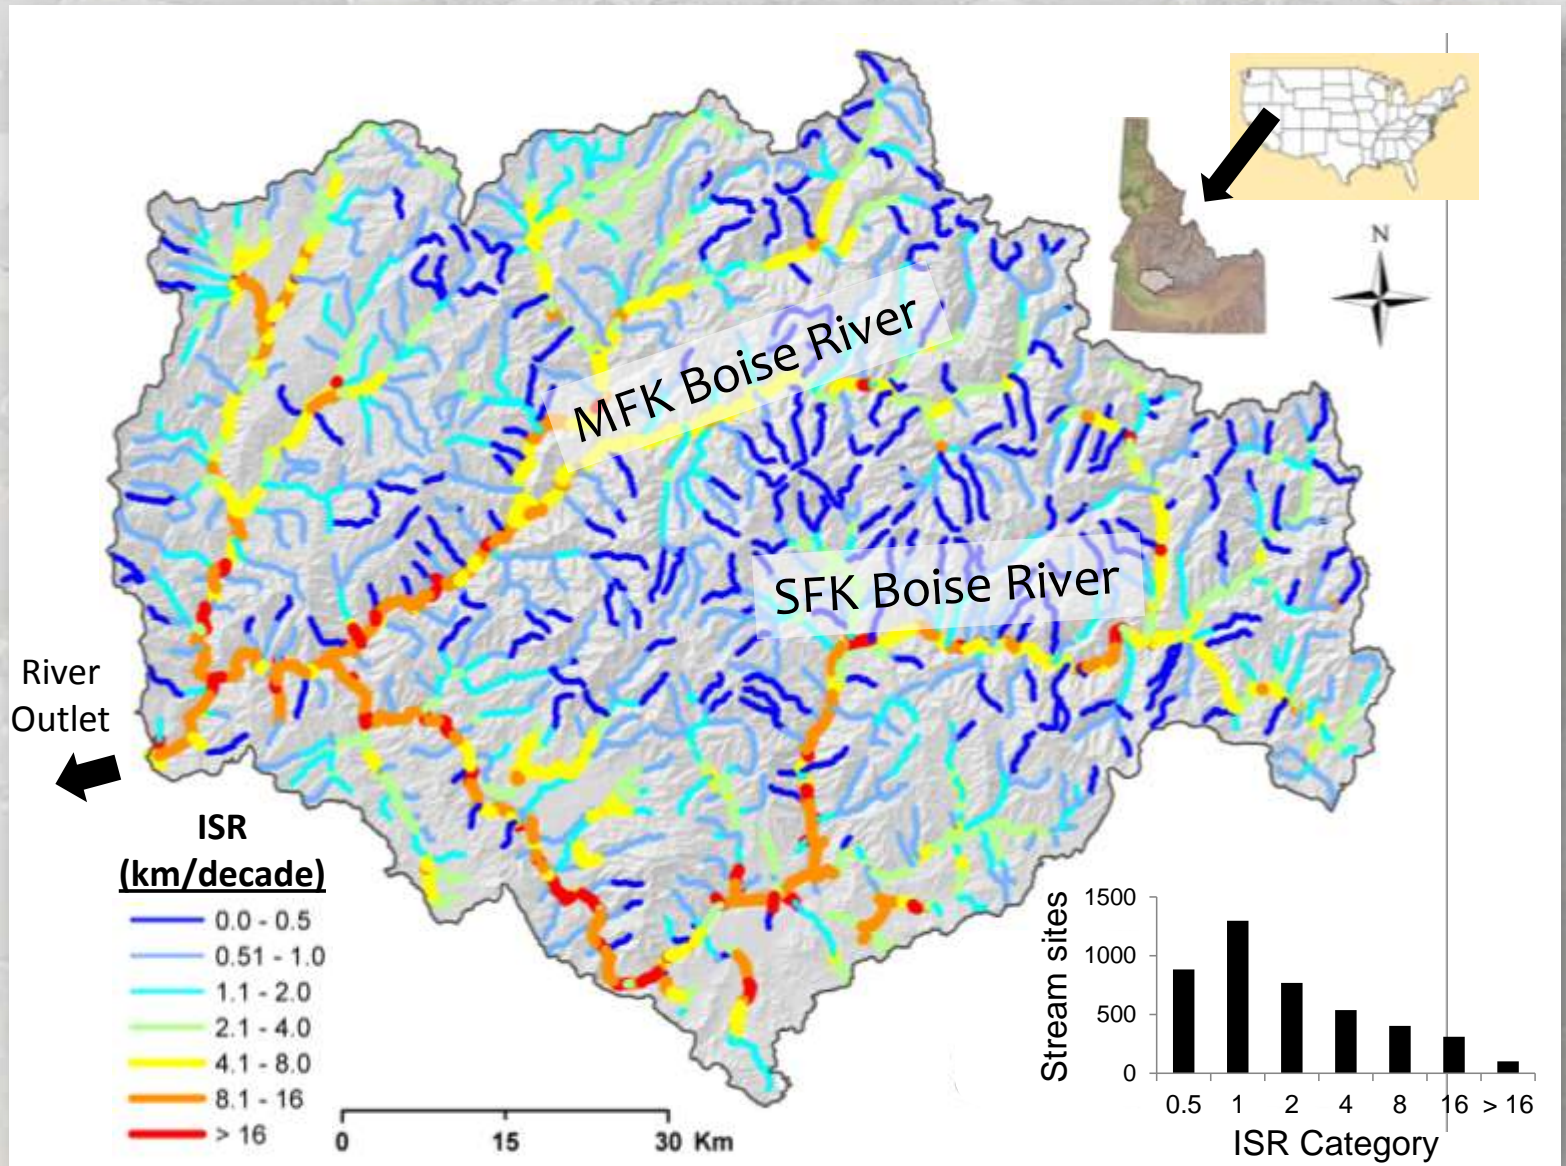 N
MFK Boise River
SFK Boise River
River
Outlet
ISR
(km/decade)
0.0 - 0.5
0.51 - 1.0
1.1 - 2.0
2.1 - 4.0
4.1 - 8.0
8.1 - 16
> 16
0 15 30 Km
Stream sites
1500
1000
500
0
0.5 1 2 4 8 16 > 16
ISR Category